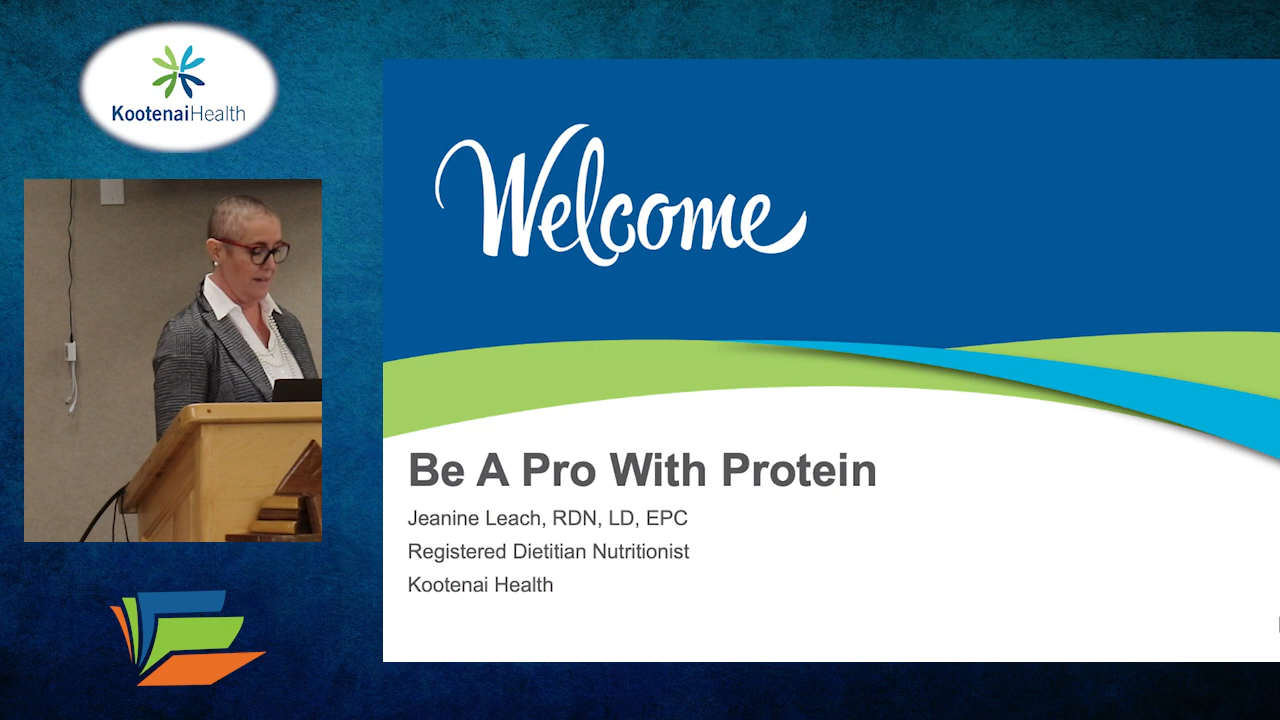 KootenaiHealth
Welcome
Be A Pro With Protein
Jeanine Leach, RDN, LD, EPC
Registered Dietitian Nutritionist
Kootenai Health